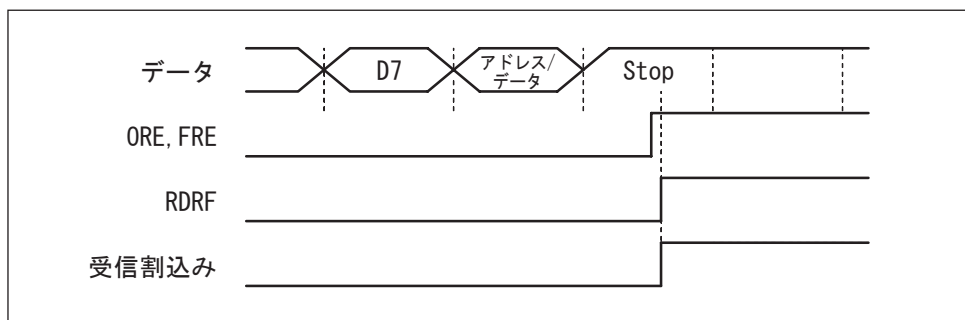 データ
D7
アドレス/
データ
Stop
ORE, FRE
RDRF
受信割込み